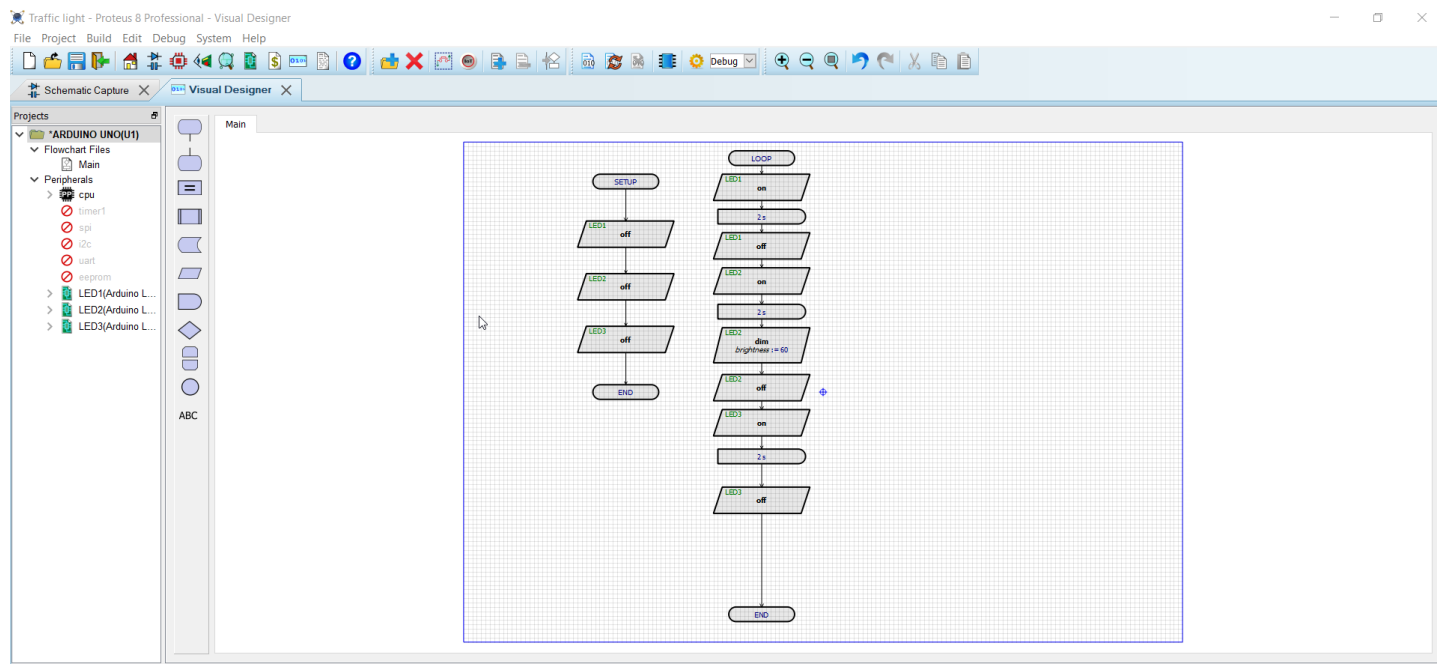 Traffic light - Proteus 8 Professional - Visual Designer
File Project Build Edit Debug System Help
Debug
Schematic Capture
Visual Designer
Projects
*ARDUINO UNO(U1)
Flowchart Files
Main
Peripherals
cpu
timer1
spi
i2c
uart
eeprom
LED1(Arduino L...
LED2(Arduino L...
LED3(Arduino L...
ABC
Main
SETUP
LED1
off
LED2
off
LED3
off
END
LOOP
LED1
on
2 s
LED1
off
LED2
on
2 s
LED2
dim
brightness := 60
LED2
off
LED3
on
2 s
LED3
off
END